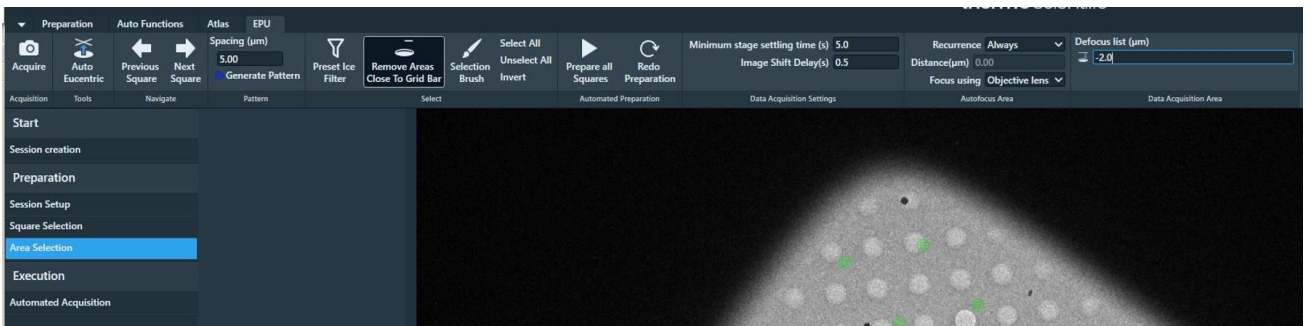 Preparation Auto Functions Atlas EPU
Acquire
Auto Eucentric
Previous Square
Next Square
Spacing (μm)
5.00
Generate Pattern
Preset Ice Filter
Remove Areas Close To Grid Bar
Selection Brush
Select All
Unselect All
Invert
Prepare all Squares
Redo Preparation
Minimum stage settling time (s) 5.0
Image Shift Delay(s) 0.5
Recurrence Always
Distance(μm) 0.00
Focus using Objective lens
Defocus list (μm)
-2.0
Acquisition Tools Navigate Pattern Select Automated Preparation Data Acquisition Settings Autofocus Area Data Acquisition Area
Start
Session creation
Preparation
Session Setup
Square Selection
Area Selection
Execution
Automated Acquisition